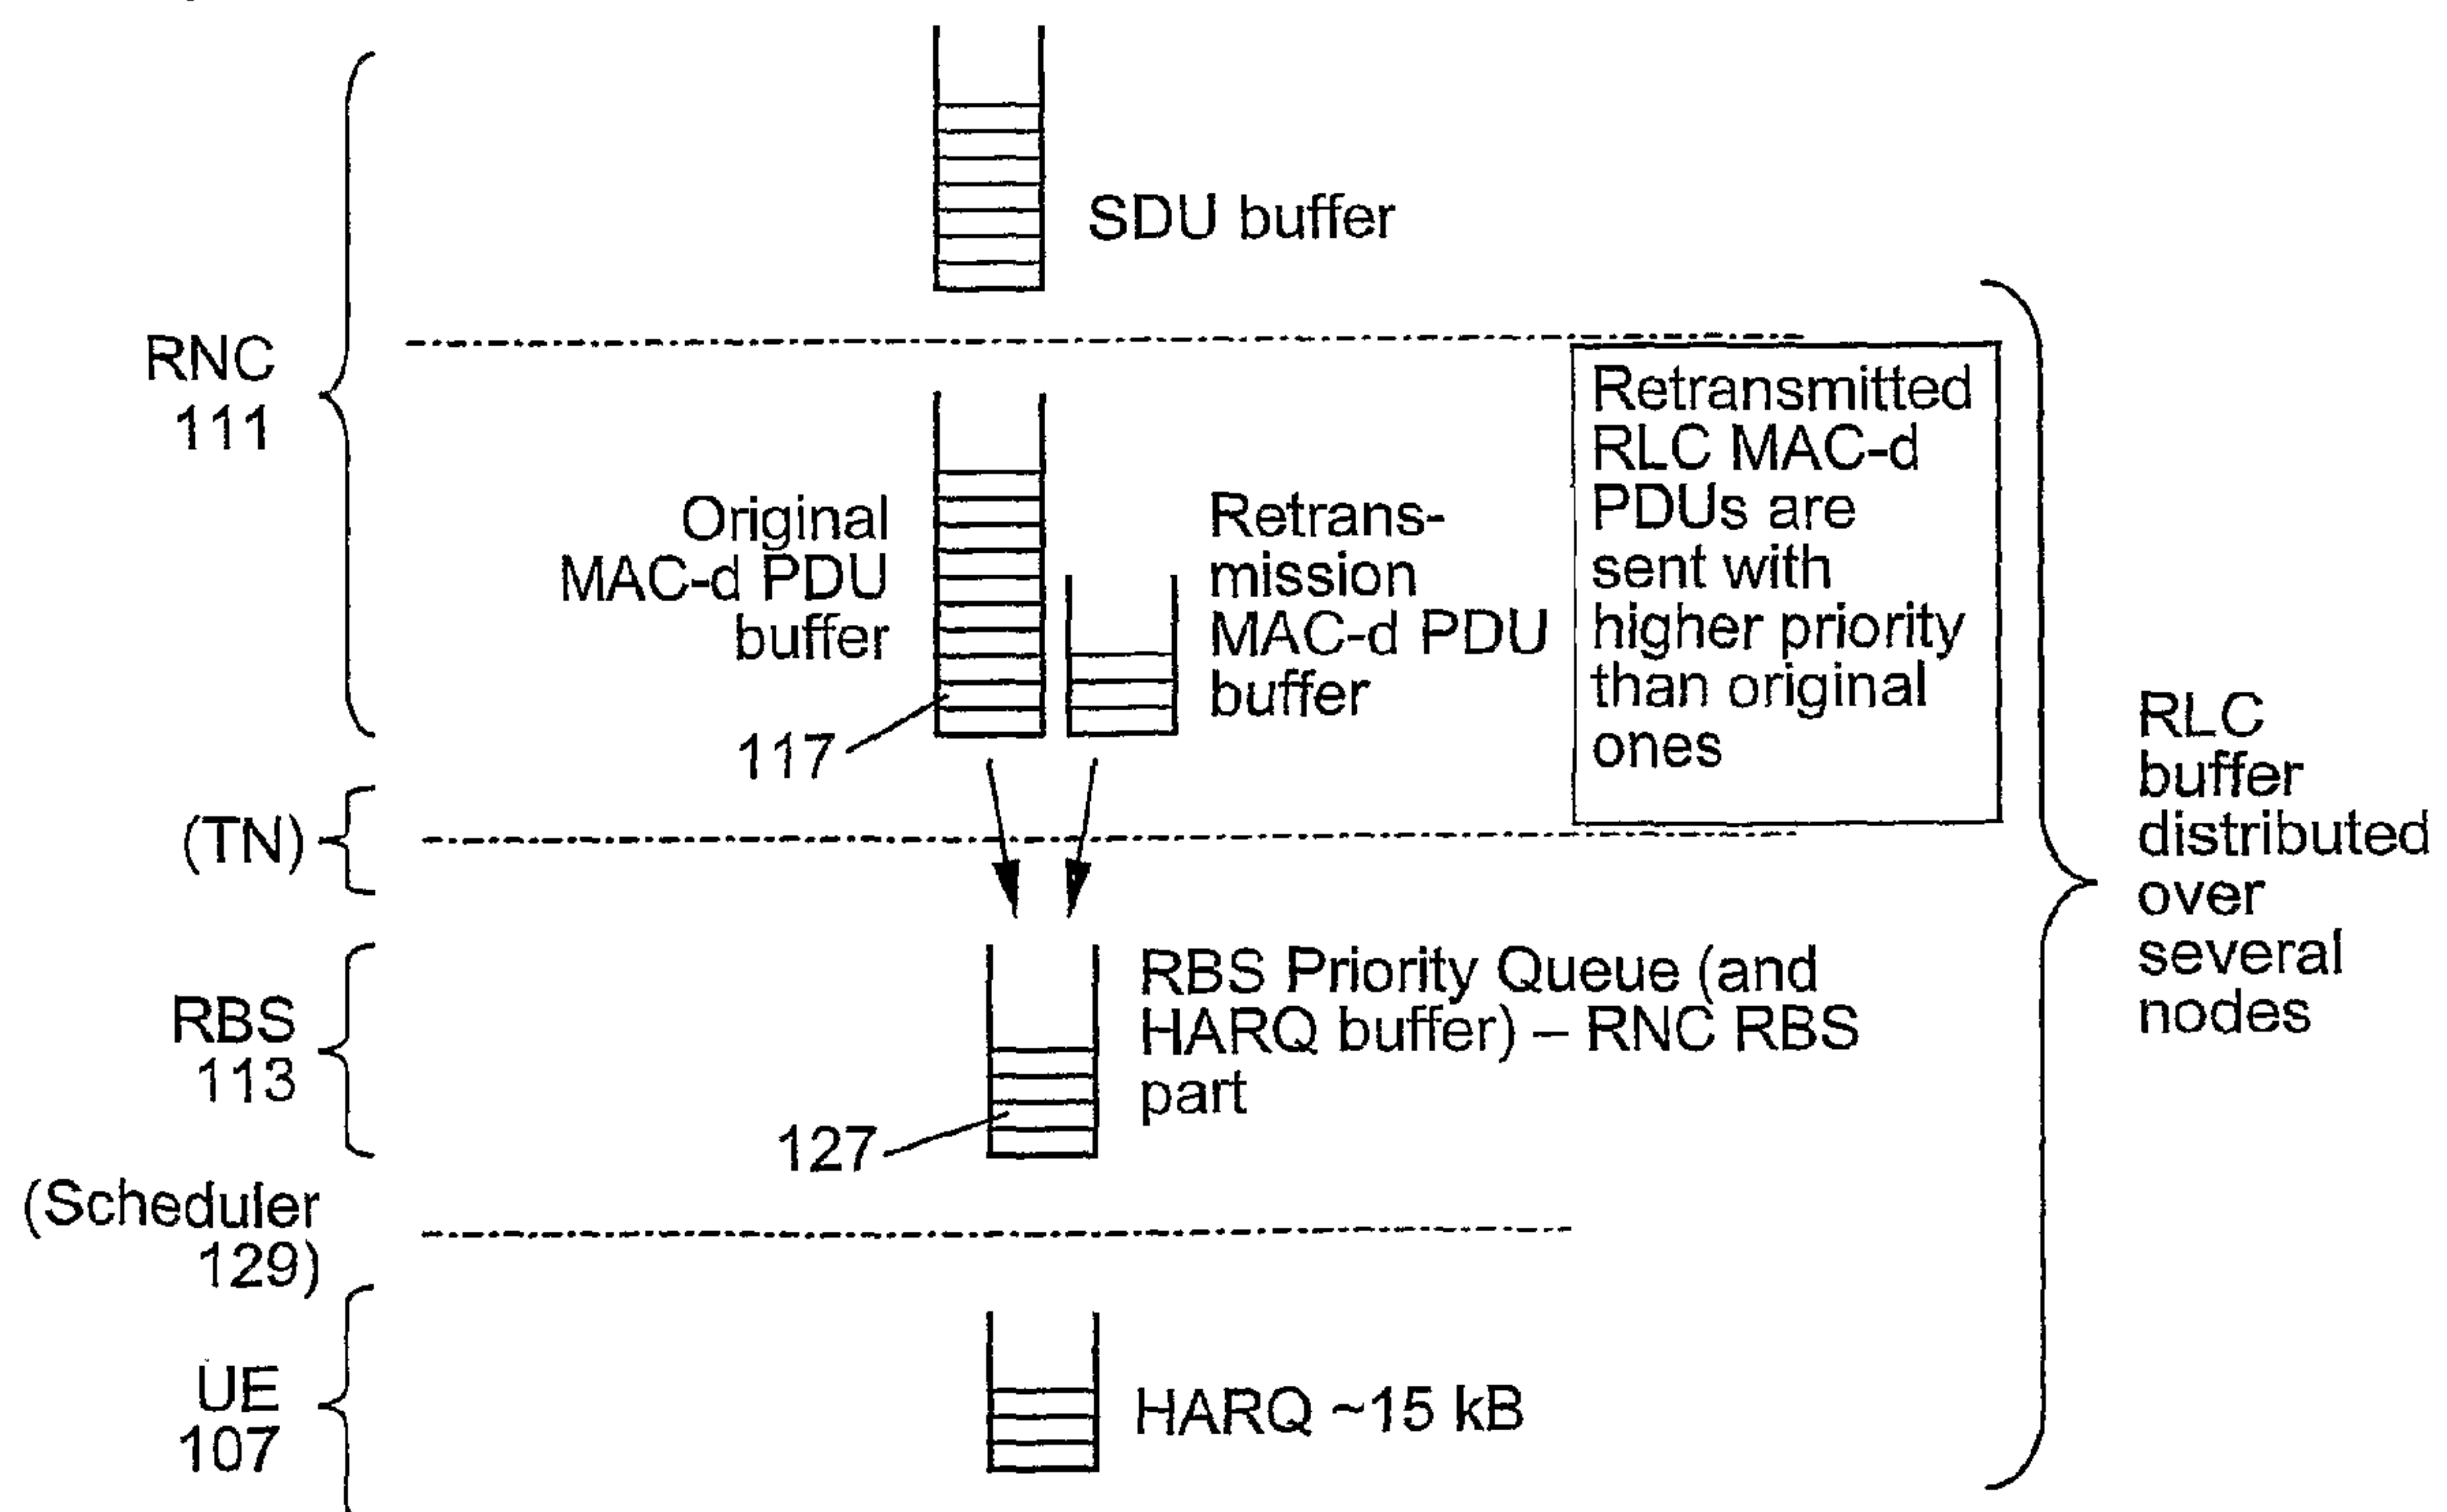 SDU buffer
RNC
111
Original
MAC-d PDU
buffer
117
Retrans-
mission
MAC-d PDU
buffer
Retransmitted
RLC MAC-d
PDUs are
sent with
higher priority
than original
ones
RLC
buffer
distributed
over
several
nodes
(TN)
RBS
113
RBS Priority Queue (and
HARQ buffer) – RNC RBS
part
127
(Scheduler
129)
UE
107
HARQ ~15 kB